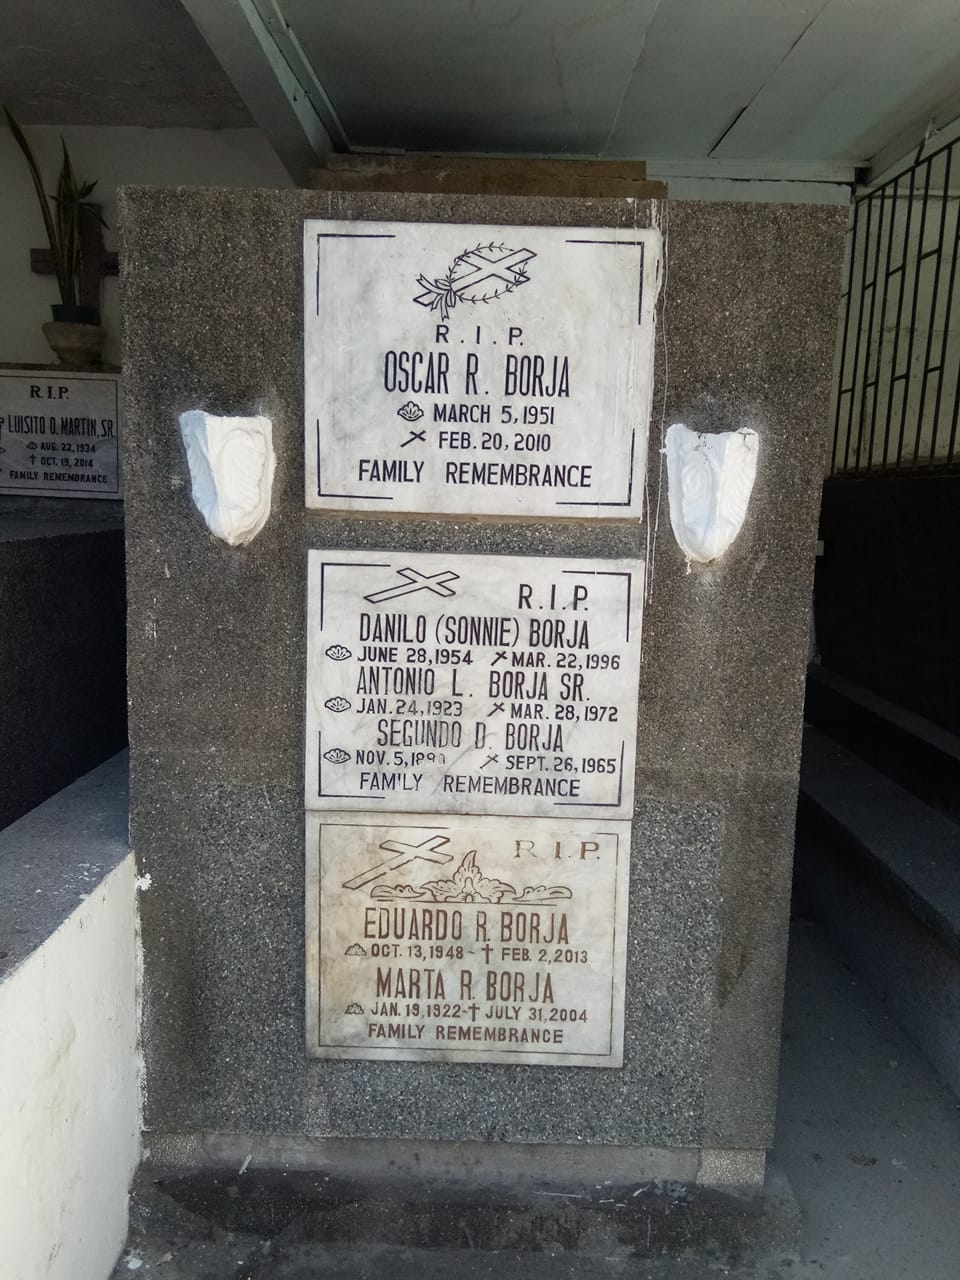 R.I.P.
OSCAR R. BORJA
MARCH 5, 1951
FEB. 20, 2010
FAMILY REMEMBRANCE
R.I.P.
DANILO (SONNIE) BORJA
JUNE 28, 1954 MAR. 22, 1996
ANTONIO L. BORJA SR.
JAN. 24, 1923 MAR. 28, 1972
SEGUNDO D. BORJA
NOV. 5, SEPT. 26, 1965
FAMILY REMEMBRANCE
R.I.P.
EDUARDO R. BORJA
OCT. 13, 1948 - FEB. 2, 2013
MARTA R. BORJA
JAN. 19, 1922 - JULY 31, 2004
FAMILY REMEMBRANCE
R.I.P.
LUISITO D. MARTIN, SR.
AUG. 22, 1934
OCT. 19, 2014
FAMILY REMEMBRANCE